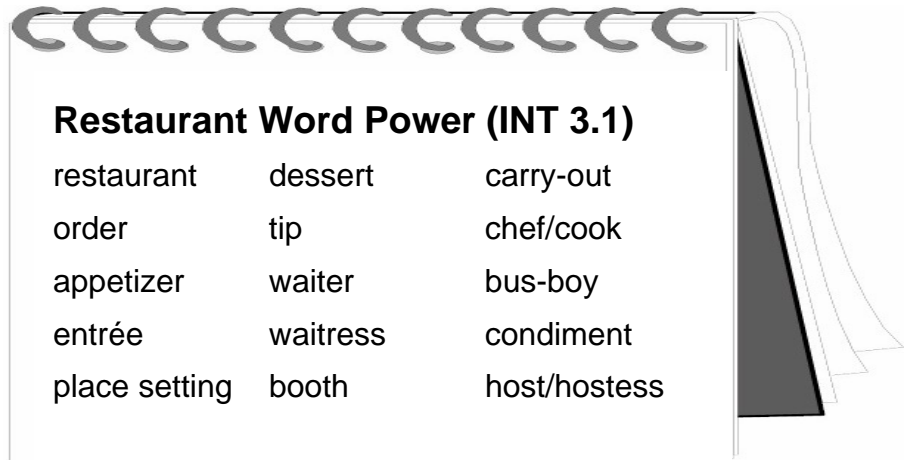 Restaurant Word Power (INT 3.1)
restaurant dessert carry-out
order tip chef/cook
appetizer waiter bus-boy
entrée waitress condiment
place setting booth host/hostess